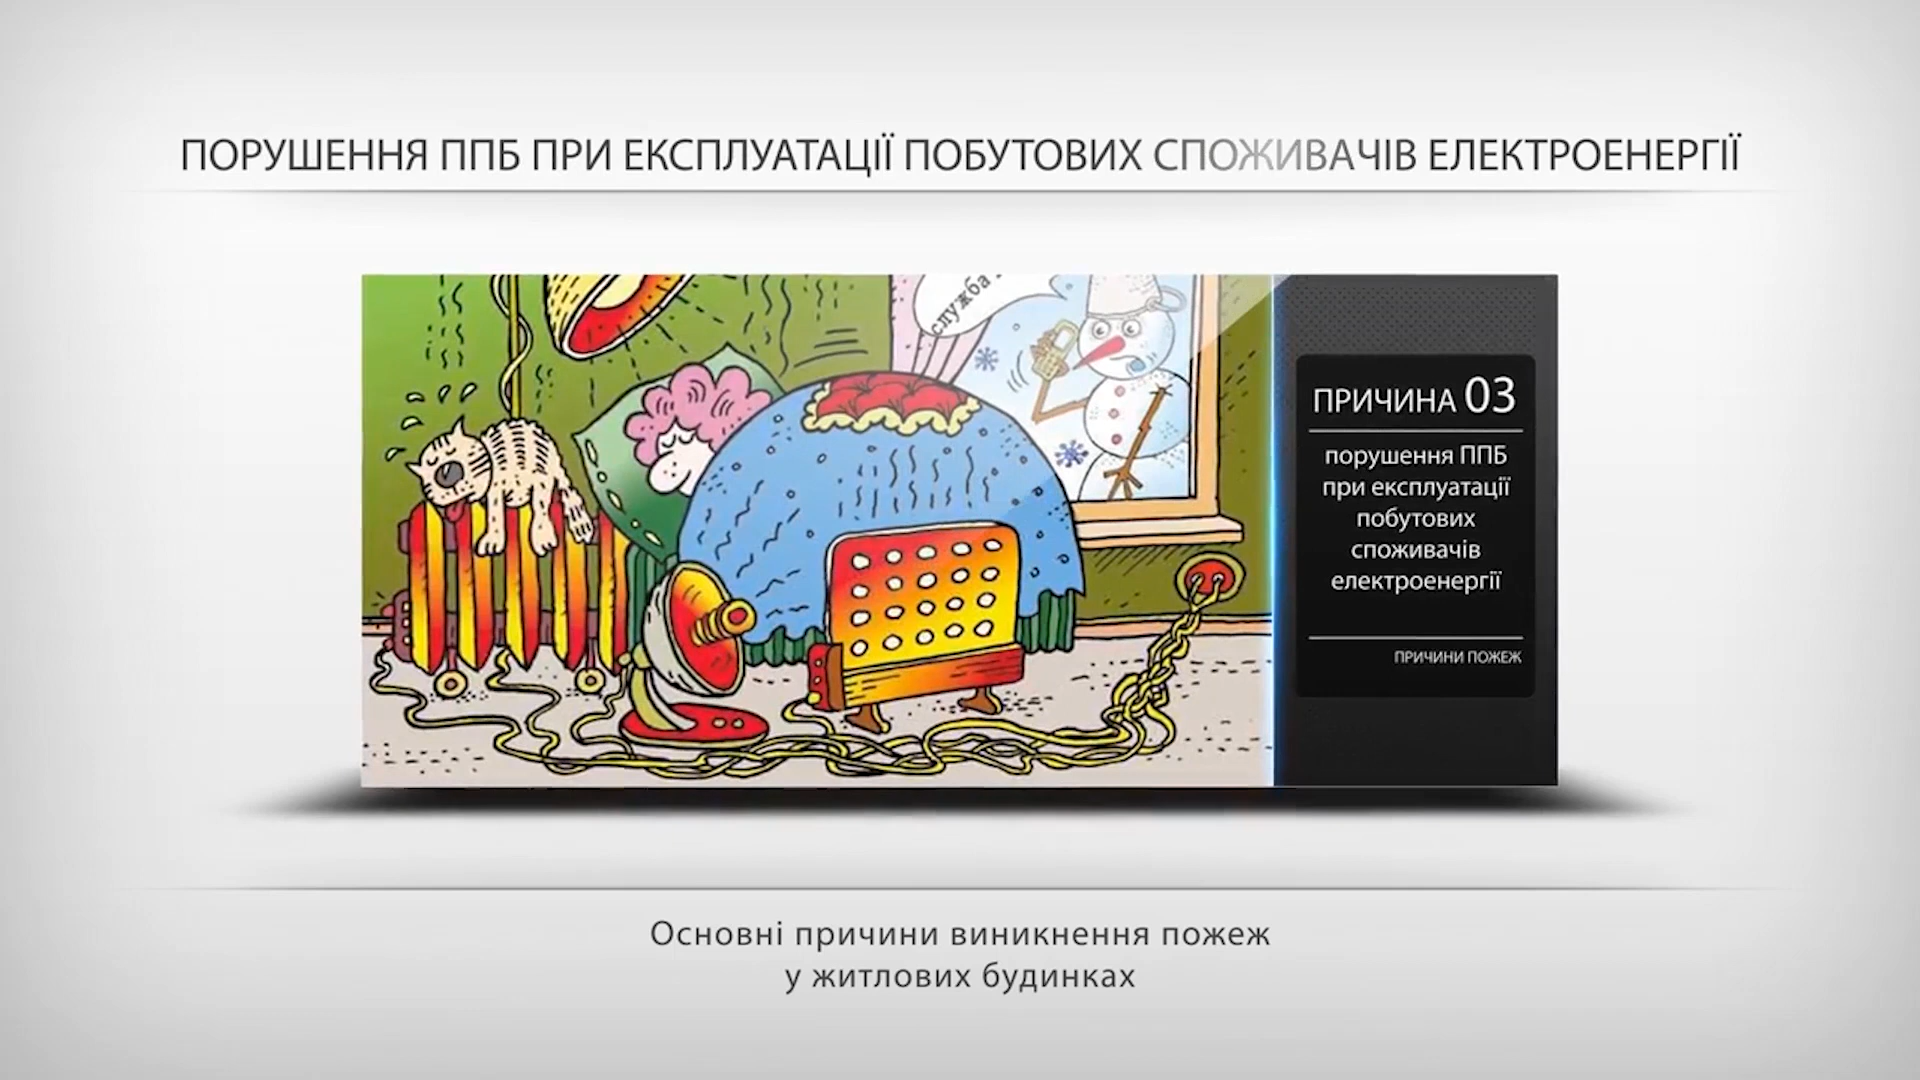 ПОРУШЕННЯ ППБ ПРИ ЕКСПЛУАТАЦІЇ ПОБУТОВИХ СПОЖИВАЧІВ ЕЛЕКТРОЕНЕРГІЇ
служба
ПРИЧИНА 03
порушення ППБ
при експлуатації
побутових
споживачів
електроенергії
ПРИЧИНИ ПОЖЕЖ
Основні причини виникнення пожеж
у житлових будинках